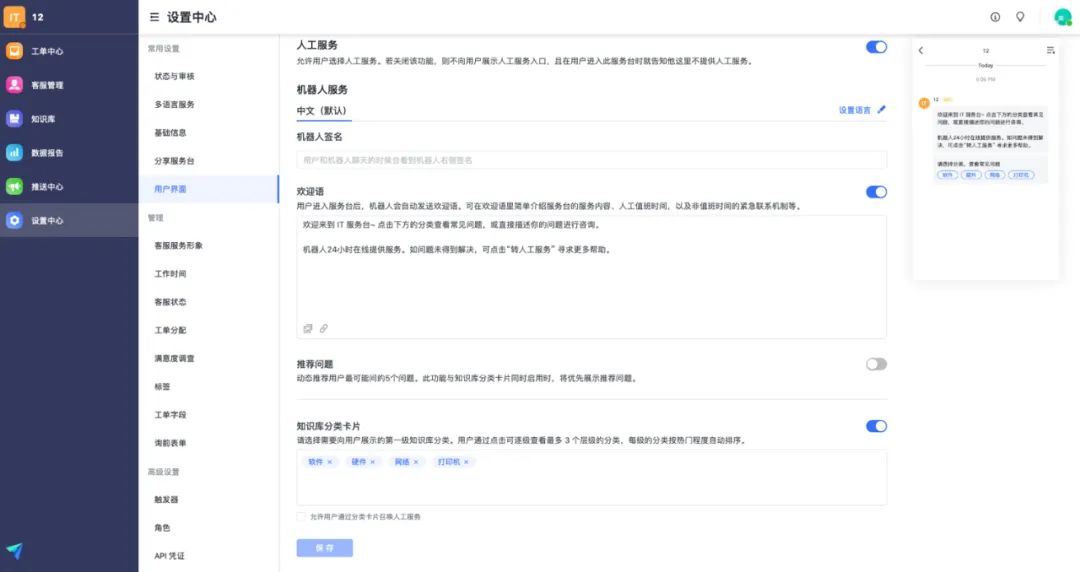 IT 12
设置中心
工单中心
客服管理
知识库
数据报告
推送中心
设置中心
常用设置
状态与审核
多语言服务
基础信息
分享服务台
用户界面
管理
客服服务形象
工作时间
客服状态
工单分配
满意度调查
标签
工单字段
询前表单
高级设置
触发器
角色
API 凭证
人工服务
允许用户选择人工服务。若关闭该功能，则不向用户展示人工服务入口，且在用户进入此服务台时就告知他这里不提供人工服务。
机器人服务
中文（默认）
设置语言
机器人签名
用户和机器人聊天的时候会看到机器人右侧签名
欢迎语
用户进入服务台后，机器人会自动发送欢迎语。可在欢迎语里简单介绍服务台的服务内容、人工值班时间，以及非值班时间的紧急联系机制等。
欢迎来到 IT 服务台~ 点击下方的分类查看常见问题，或直接描述你的问题进行咨询。
机器人24小时在线提供服务。如问题未得到解决，可点击“转人工服务” 寻求更多帮助。
推荐问题
动态推荐用户最可能问的5个问题。此功能与知识库分类卡片同时启用时，将优先展示推荐问题。
知识库分类卡片
请选择需要向用户展示的第一级知识库分类。用户通过点击可逐级查看最多 3 个层级的分类，每级的分类按热门程度自动排序。
软件 × 硬件 × 网络 × 打印机 ×
允许用户通过分类卡片召唤人工服务
保存
12
Today
6:06 PM
IT 12
欢迎来到 IT 服务台~ 点击下方的分类查看常见
问题，或直接描述你的问题进行咨询。
机器人24小时在线提供服务。如问题未得到解
决，可点击“转人工服务” 寻求更多帮助。
请选择分类，查看常见问题
软件 硬件 网络 打印机